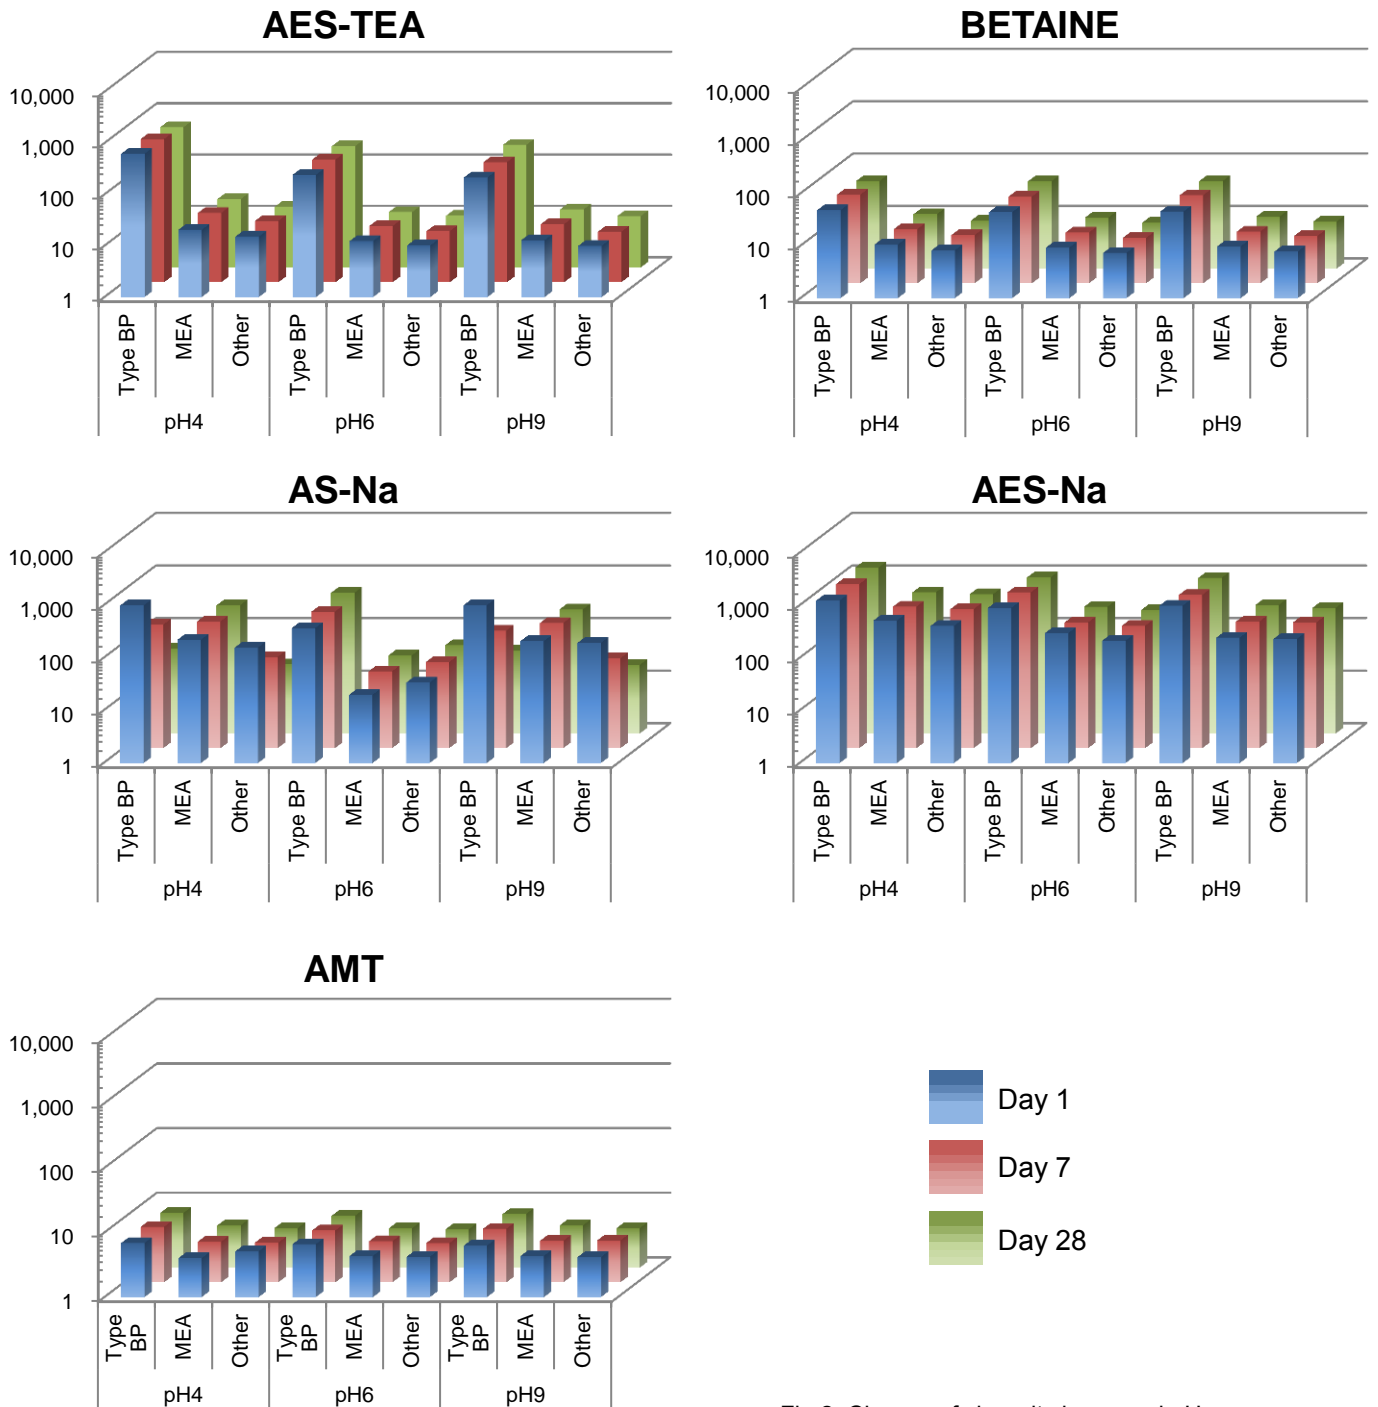 AES-TEA
10,000
1,000
100
10
1
Type BP
MEA
Other
Type BP
MEA
Other
Type BP
MEA
Other
pH4
pH6
pH9
BETAINE
10,000
1,000
100
10
1
Type BP
MEA
Other
Type BP
MEA
Other
Type BP
MEA
Other
pH4
pH6
pH9
AS-Na
10,000
1,000
100
10
1
Type BP
MEA
Other
Type BP
MEA
Other
Type BP
MEA
Other
pH4
pH6
pH9
AES-Na
10,000
1,000
100
10
1
Type BP
MEA
Other
Type BP
MEA
Other
Type BP
MEA
Other
pH4
pH6
pH9
AMT
10,000
1,000
100
10
1
Type
BP
MEA
Other
Type
BP
MEA
Other
Type
BP
MEA
Other
pH4
pH6
pH9
Day 1
Day 7
Day 28